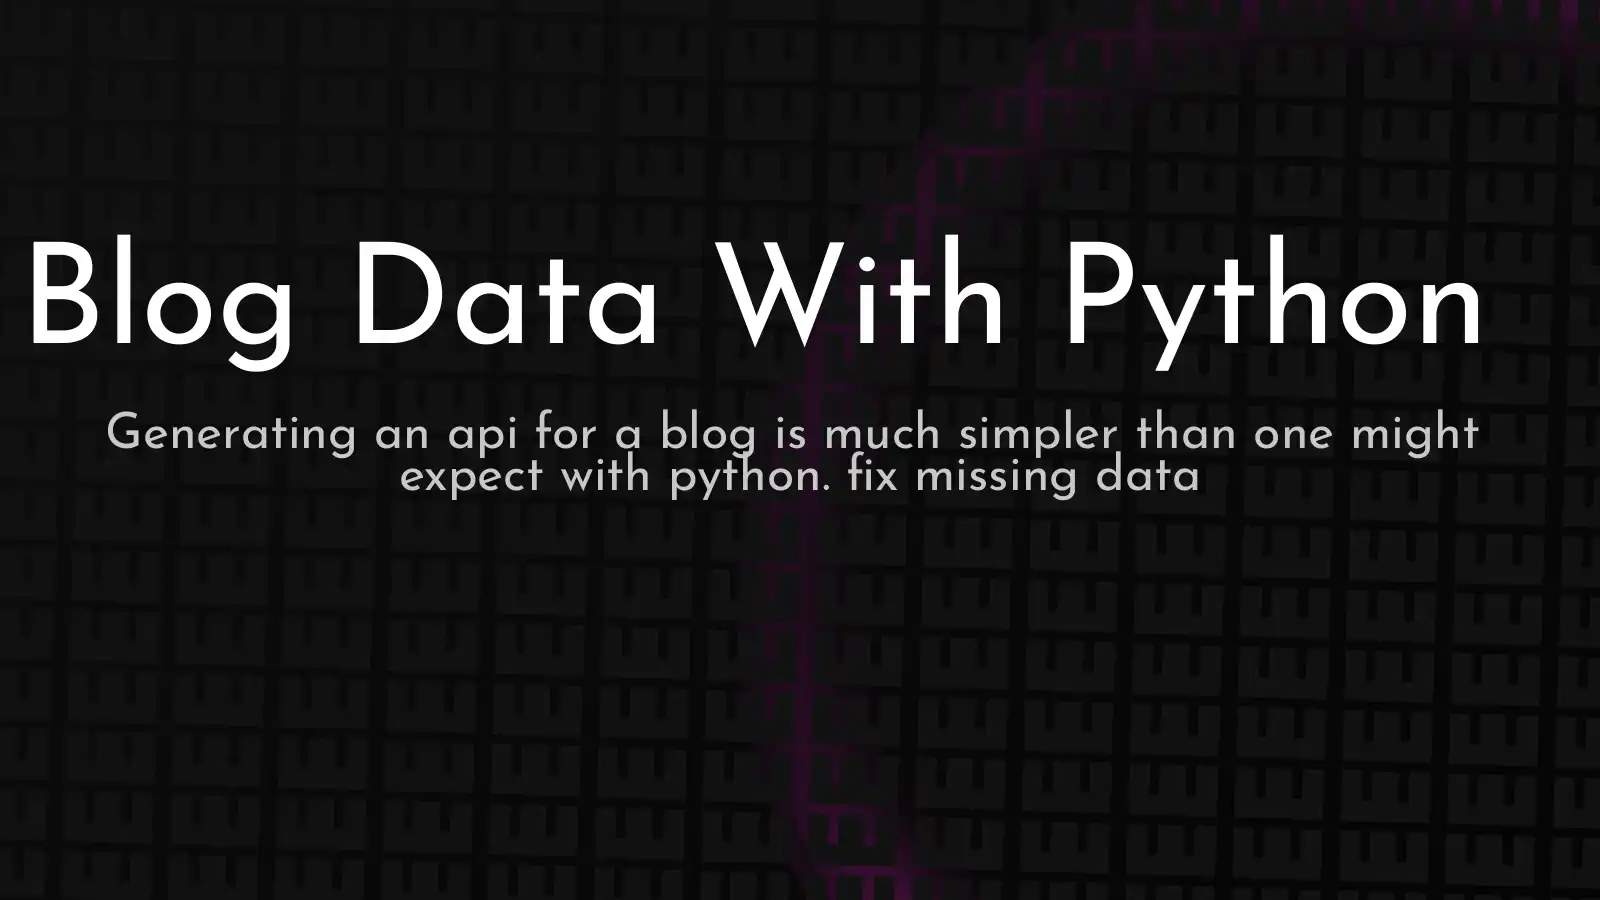 Blog Data With Python
Generating an api for a blog is much simpler than one might
expect with python. fix missing data